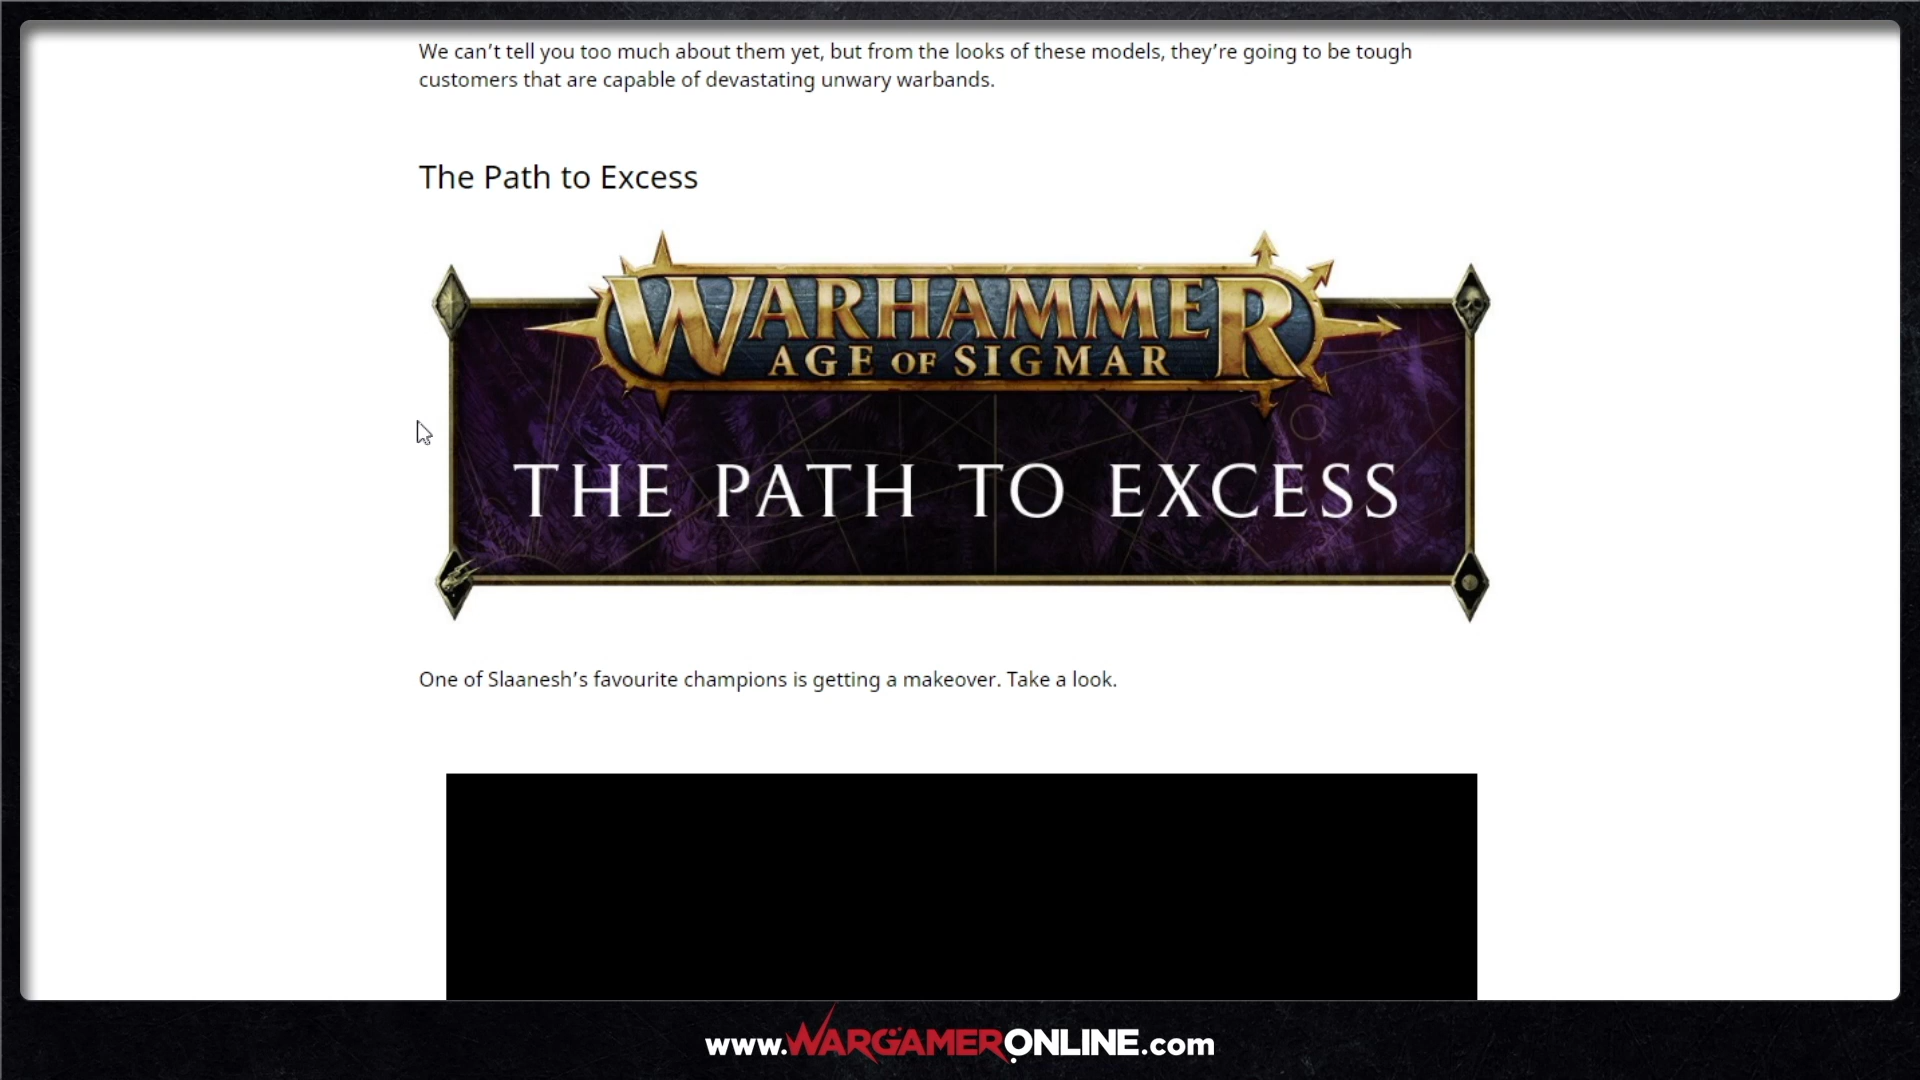 We can’t tell you too much about them yet, but from the looks of these models, they’re going to be tough
customers that are capable of devastating unwary warbands.
The Path to Excess
WARHAMMER
AGE OF SIGMAR
THE PATH TO EXCESS
One of Slaanesh’s favourite champions is getting a makeover. Take a look.
www.WARGAMERONLINE.com